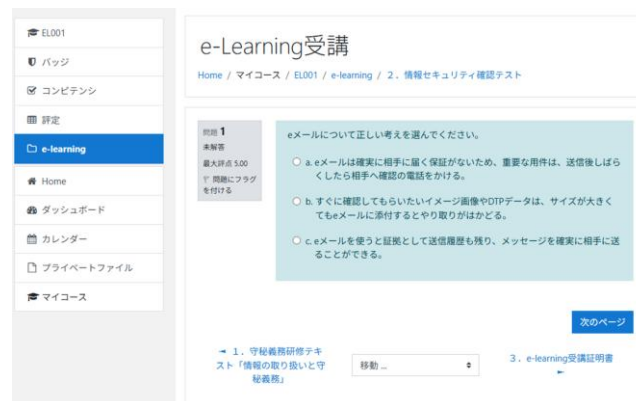 EL001
バッジ
コンピテンシ
評定
e-learning
Home
ダッシュボード
カレンダー
プライベートファイル
マイコース
e-Learning受講
Home / マイコース / EL001 / e-learning / 2．情報セキュリティ確認テスト
問題 1
未解答
最大評点 5.00
問題にフラグ
を付ける
eメールについて正しい考えを選んでください。
a. eメールは確実に相手に届く保証がないため、重要な用件は、送信後しばら
くしたら相手へ確認の電話をかける。
b. すぐに確認してもらいたいイメージ画像やDTPデータは、サイズが大きく
てもeメールに添付するとやり取りがはかどる。
c. eメールを使うと証拠として送信履歴も残り、メッセージを確実に相手に送
ることができる。
次のページ
◄ 1．守秘義務研修テキ
スト「情報の取り扱いと守
秘義務」
移動 ...
3．e-learning受講証明書
►